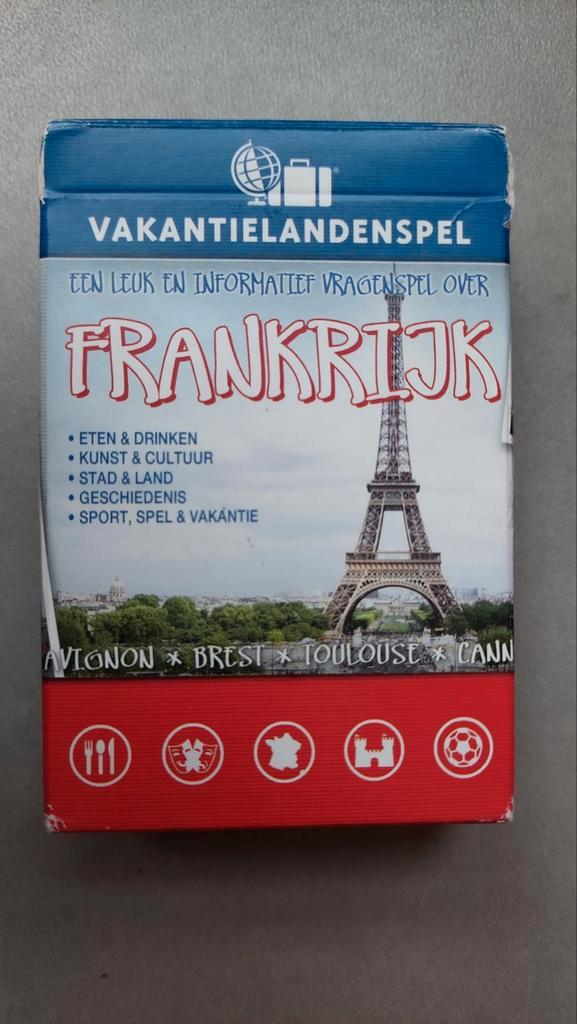 VAKANTIELANDENSPEL
EEN LEUK EN INFORMATIEF VRAGENSPEL OVER
FRANKRIJK
• ETEN & DRINKEN
• KUNST & CULTUUR
• STAD & LAND
• GESCHIEDENIS
• SPORT, SPEL & VAKANTIE
AVIGNON * BREST * TOULOUSE * CANN